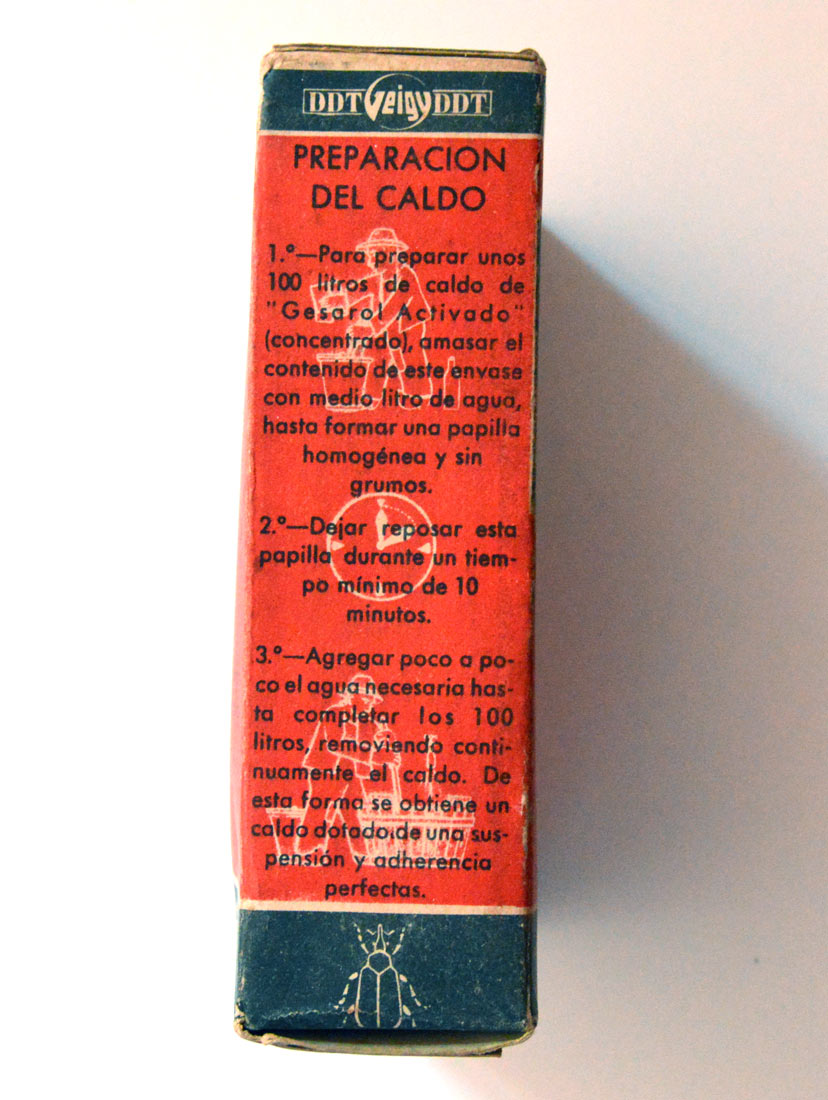 DDT Geigy DDT
PREPARACION
DEL CALDO
1.º—Para preparar unos
100 litros de caldo de
"Gesarol Activado"
(concentrado), amasar el
contenido de este envase
con medio litro de agua,
hasta formar una papilla
homogénea y sin
grumos.
2.º—Dejar reposar esta
papilla durante un tiem-
po mínimo de 10
minutos.
3.º—Agregar poco a po-
co el agua necesaria has-
ta completar los 100
litros, removiendo conti-
nuamente el caldo. De
esta forma se obtiene un
caldo dotado de una sus-
pensión y adherencia
perfectas.